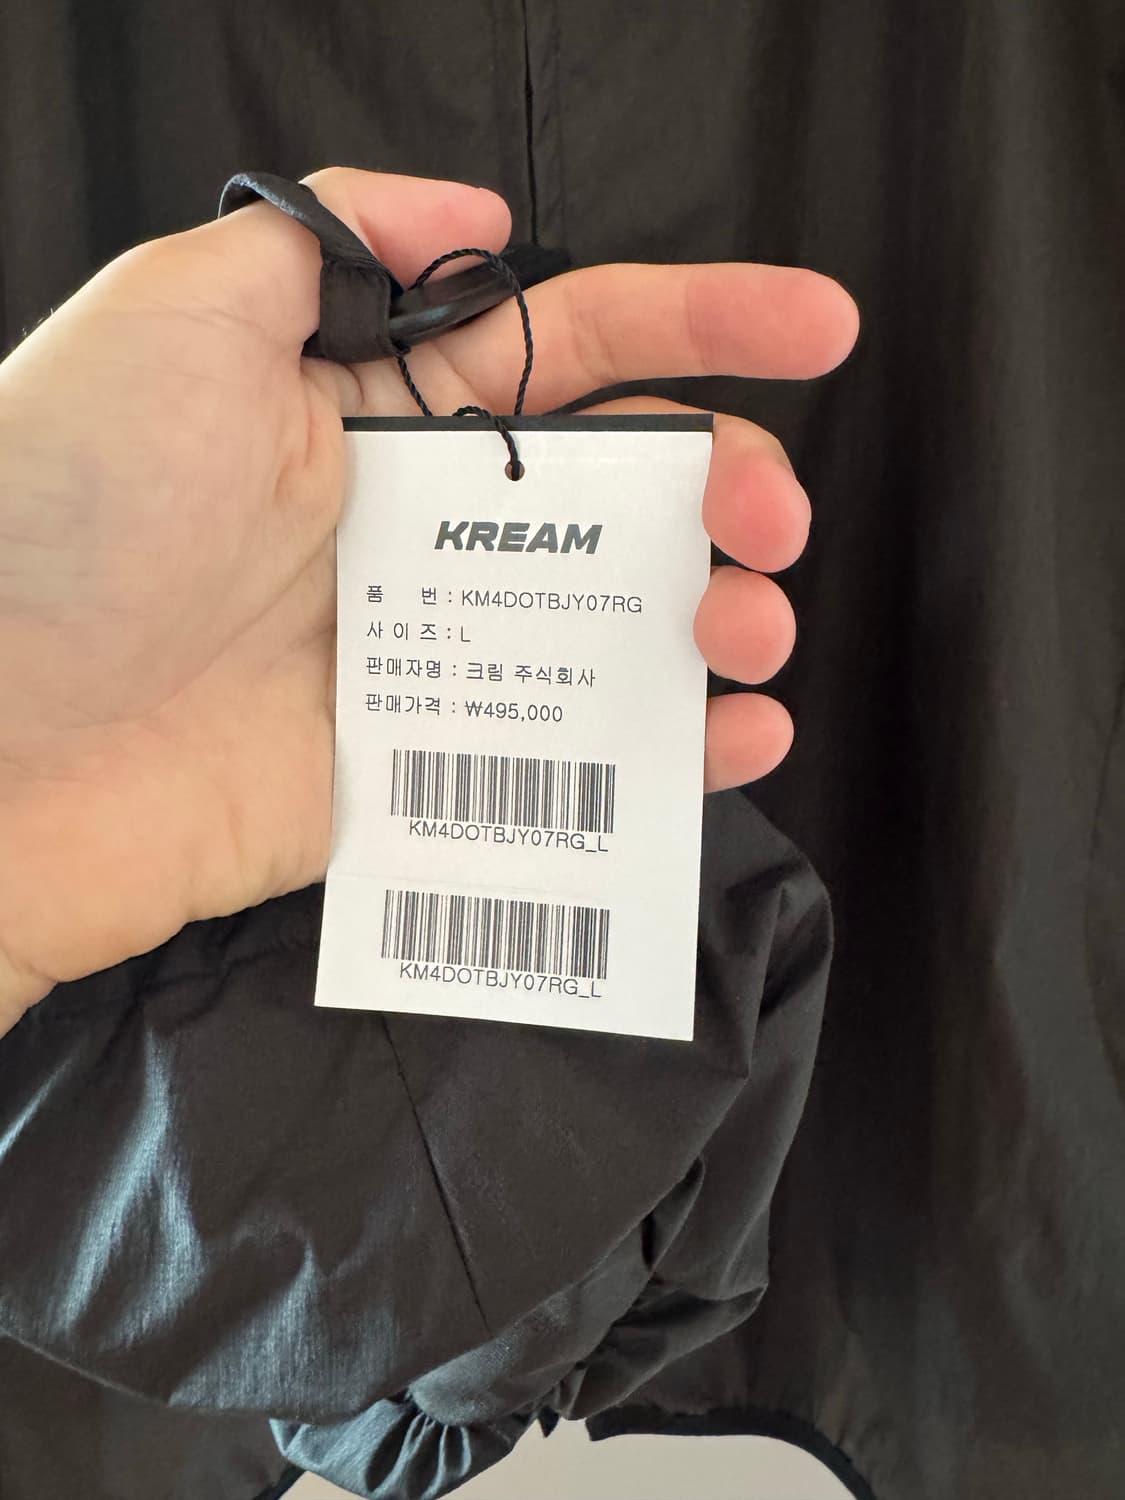 KREAM
품 번 : KM4DOTBJY07RG
사 이 즈 : L
판매자명 : 크림 주식회사
판매가격 : ₩495,000
KM4DOTBJY07RG_L
KM4DOTBJY07RG_L